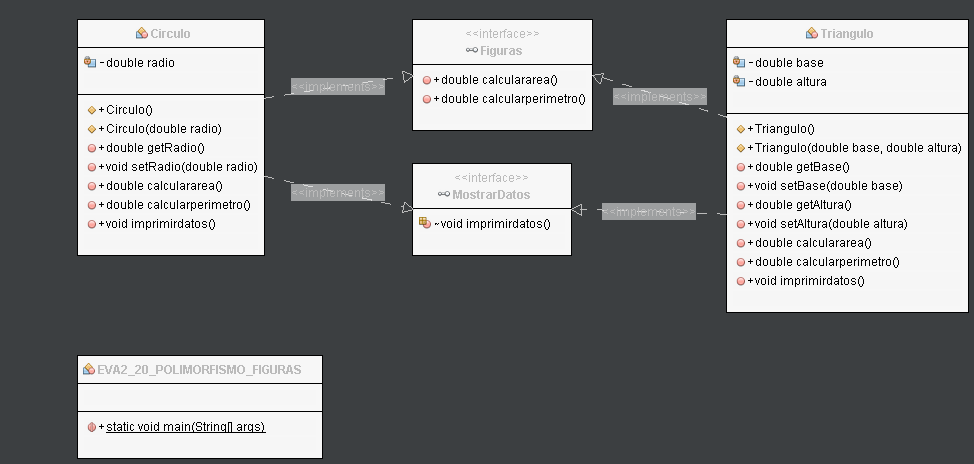 Circulo
- double radio
+ Circulo()
+ Circulo(double radio)
+ double getRadio()
+ void setRadio(double radio)
+ double calculararea()
+ double calcularperimetro()
+ void imprimirdatos()
<<implements>>
<<implements>>
<<interface>>
Figuras
+ double calculararea()
+ double calcularperimetro()
<<interface>>
MostrarDatos
~ void imprimirdatos()
<<implements>>
<<implements>>
Triangulo
- double base
- double altura
+ Triangulo()
+ Triangulo(double base, double altura)
+ double getBase()
+ void setBase(double base)
+ double getAltura()
+ void setAltura(double altura)
+ double calculararea()
+ double calcularperimetro()
+ void imprimirdatos()
EVA2_20_POLIMORFISMO_FIGURAS
+ static void main(String[] args)